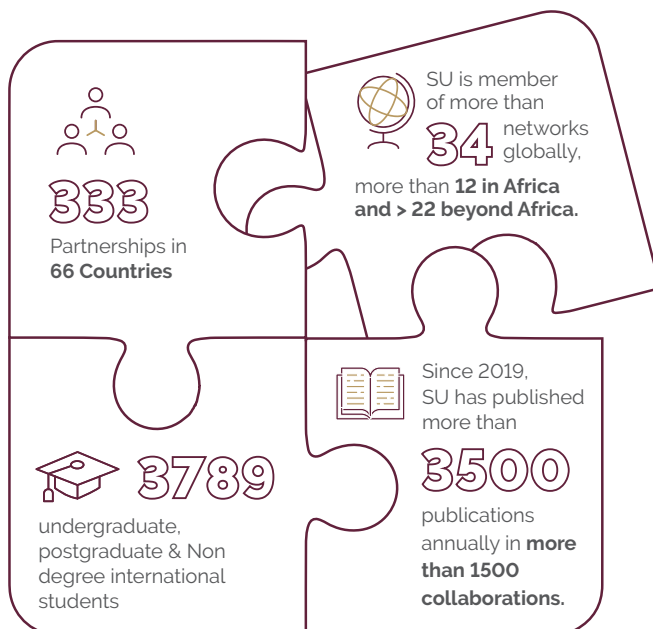 333
Partnerships in
66 Countries
SU is member
of more than
34 networks
globally,
more than 12 in Africa
and > 22 beyond Africa.
3789
undergraduate,
postgraduate & Non
degree international
students
Since 2019,
SU has published
more than
3500
publications
annually in more
than 1500
collaborations.